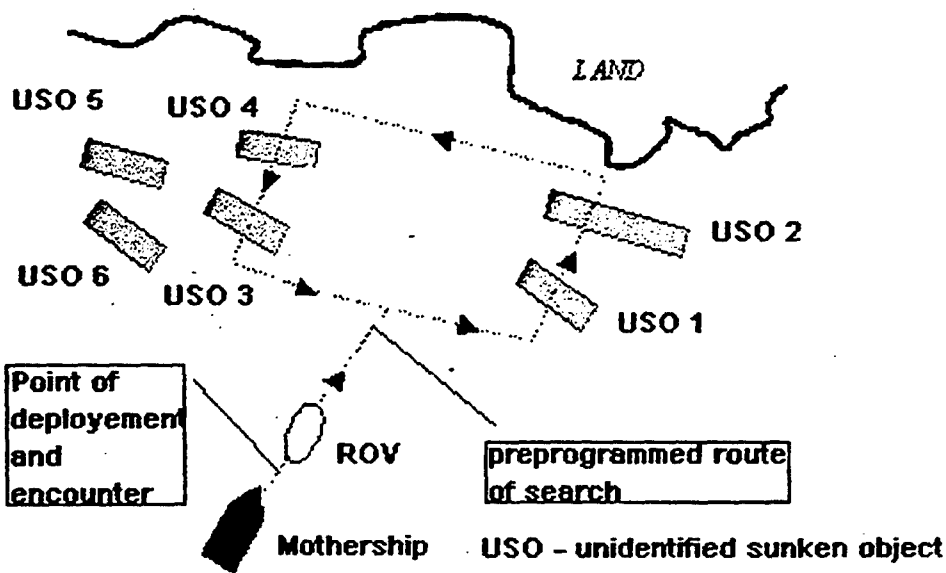 LAND
USO 5
USO 4
USO 2
USO 6
USO 3
USO 1
Point of
deployement
and
encounter
ROV
preprogrammed route
of search
Mothership
USO - unidentified sunken object